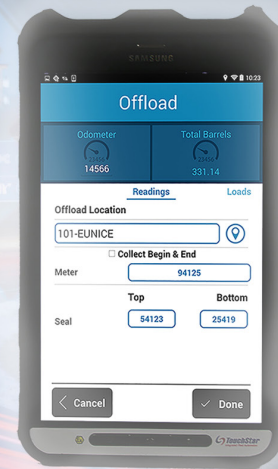 SAMSUNG
10:23
Offload
Odometer Total Barrels
14566 331.14
Readings Loads
Offload Location
101-EUNICE
Collect Begin & End
Meter 94125
Top Bottom
Seal 54123 25419
Cancel Done
TouchStar